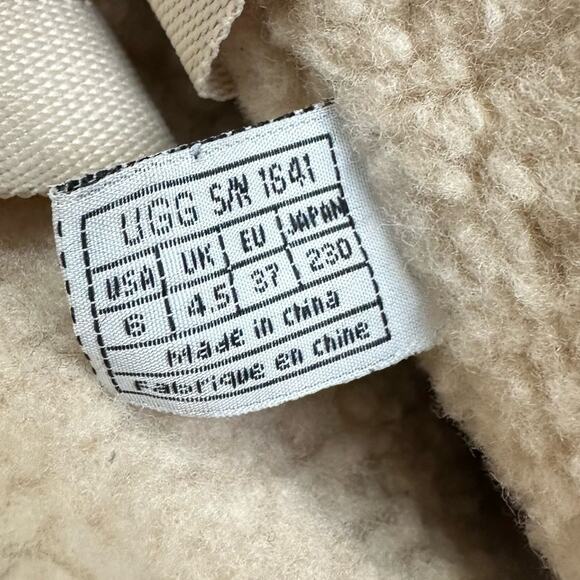 UGG S/N 1641
USA UK EU JAPAN
6 4.5 37 230
Made in China
Fabrique en Chine